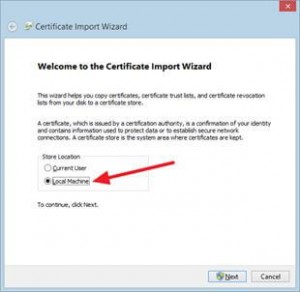 Certificate Import Wizard
Welcome to the Certificate Import Wizard
This wizard helps you copy certificates, certificate trust lists, and certificate revocation
lists from your disk to a certificate store.
A certificate, which is issued by a certification authority, is a confirmation of your identity
and contains information used to protect data or to establish secure network
connections. A certificate store is the system area where certificates are kept.
Store Location
Current User
Local Machine
To continue, click Next.
Next
Cancel